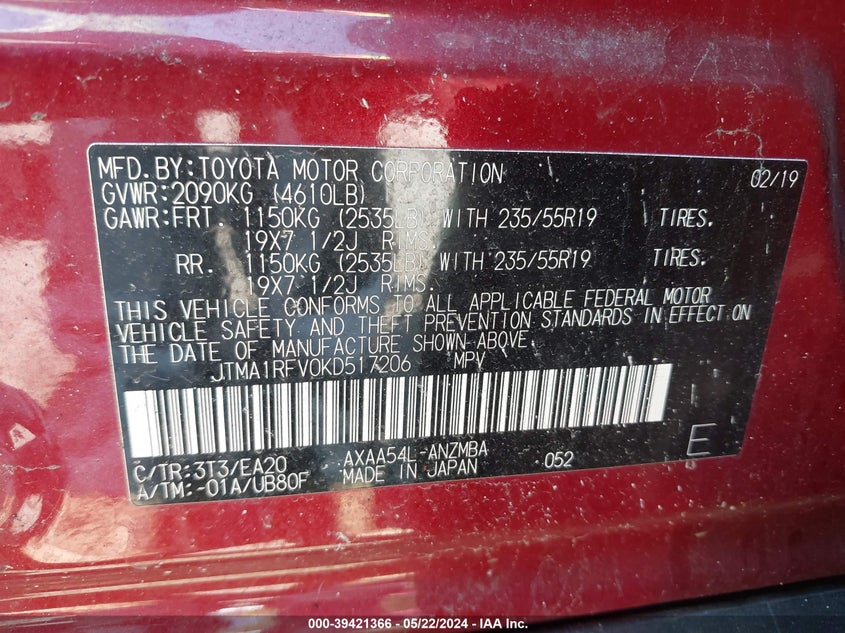 MFD.BY:TOYOTA MOTOR CORPORATION 02/19
GVWR:2090KG (4610LB)
GAWR:FRT. 1150KG (2535LB) WITH 235/55R19 TIRES.
19X7 1/2J RIMS.
RR. 1150KG (2535LB) WITH 235/55R19 TIRES.
19X7 1/2J RIMS.
THIS VEHICLE CONFORMS TO ALL APPLICABLE FEDERAL MOTOR
VEHICLE SAFETY AND THEFT PREVENTION STANDARDS IN EFFECT ON
THE DATE OF MANUFACTURE SHOWN ABOVE.
JTMA1RFV0KD517206 MPV
C/TR:3T3/EA20 AXAA54L-ANZMBA 052 E
A/TM:-01A/UB80F MADE IN JAPAN
000-39421366 - 05/22/2024 - IAA Inc.